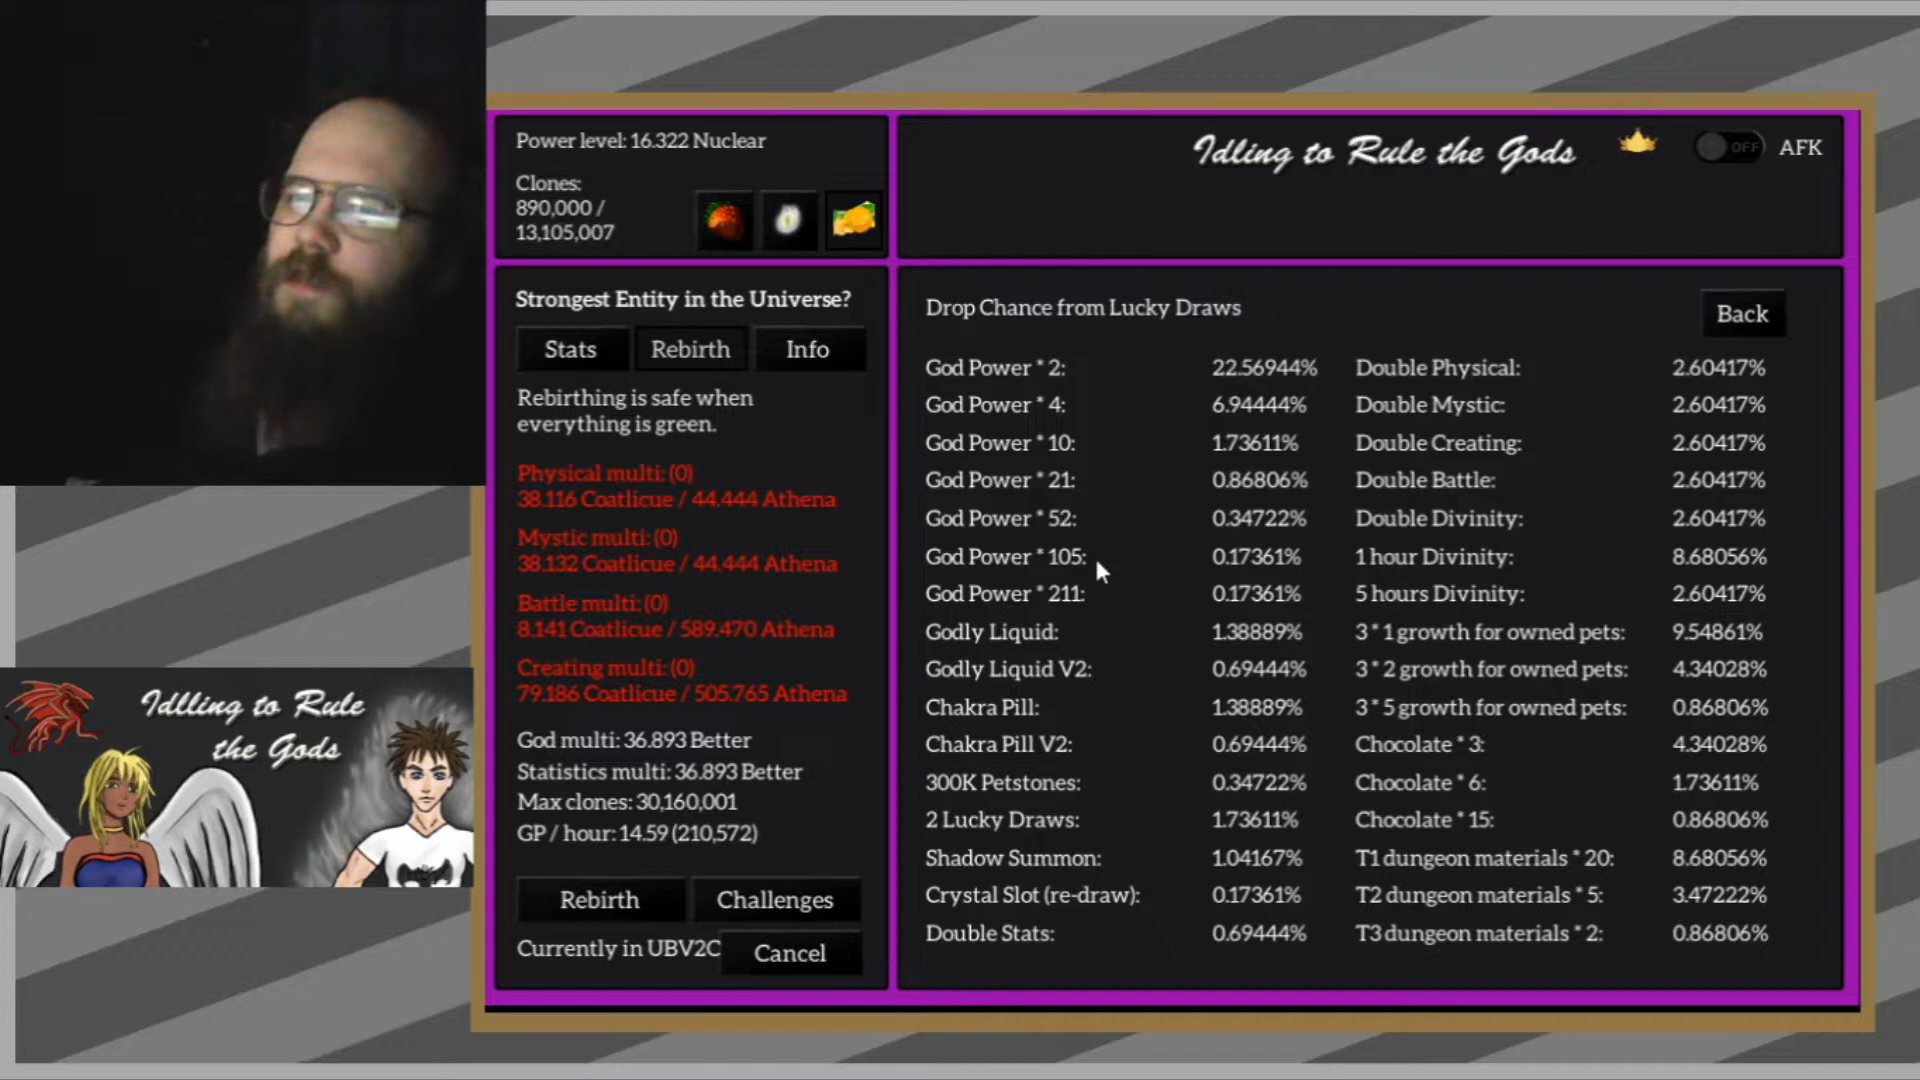 Power level: 16.322 Nuclear
Clones:
890,000 /
13,105,007
Idling to Rule the Gods
OFF
AFK
Strongest Entity in the Universe?
Stats
Rebirth
Info
Rebirthing is safe when
everything is green.
Physical multi: (0)
38.116 Coatlicue / 44.444 Athena
Mystic multi: (0)
38.132 Coatlicue / 44.444 Athena
Battle multi: (0)
8.141 Coatlicue / 589.470 Athena
Creating multi: (0)
79.186 Coatlicue / 505.765 Athena
God multi: 36.893 Better
Statistics multi: 36.893 Better
Max clones: 30,160,001
GP / hour: 14.59 (210,572)
Rebirth
Challenges
Currently in UBV2C
Cancel
Drop Chance from Lucky Draws
Back
God Power * 2: 22.56944% Double Physical: 2.60417%
God Power * 4: 6.94444% Double Mystic: 2.60417%
God Power * 10: 1.73611% Double Creating: 2.60417%
God Power * 21: 0.86806% Double Battle: 2.60417%
God Power * 52: 0.34722% Double Divinity: 2.60417%
God Power * 105: 0.17361% 1 hour Divinity: 8.68056%
God Power * 211: 0.17361% 5 hours Divinity: 2.60417%
Godly Liquid: 1.38889% 3 * 1 growth for owned pets: 9.54861%
Godly Liquid V2: 0.69444% 3 * 2 growth for owned pets: 4.34028%
Chakra Pill: 1.38889% 3 * 5 growth for owned pets: 0.86806%
Chakra Pill V2: 0.69444% Chocolate * 3: 4.34028%
300K Petstones: 0.34722% Chocolate * 6: 1.73611%
2 Lucky Draws: 1.73611% Chocolate * 15: 0.86806%
Shadow Summon: 1.04167% T1 dungeon materials * 20: 8.68056%
Crystal Slot (re-draw): 0.17361% T2 dungeon materials * 5: 3.47222%
Double Stats: 0.69444% T3 dungeon materials * 2: 0.86806%
Idlling to Rule
the Gods